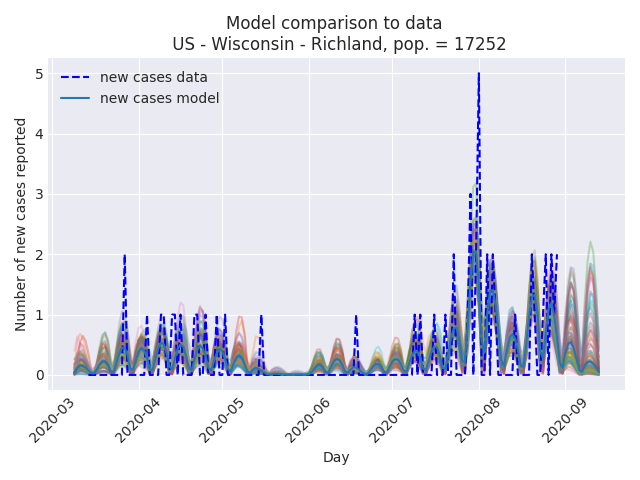 Model comparison to data
US - Wisconsin - Richland, pop. = 17252
new cases data
new cases model
Number of new cases reported
5
4
3
2
1
0
2020-03
2020-04
2020-05
2020-06
2020-07
2020-08
2020-09
Day